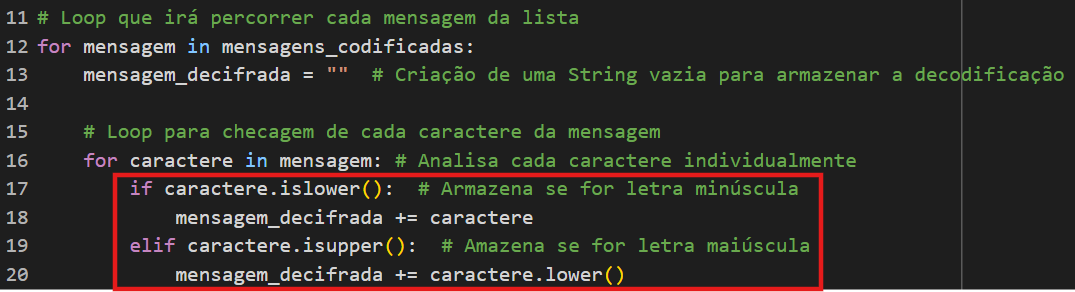 11 # Loop que irá percorrer cada mensagem da lista
12 for mensagem in mensagens_codificadas:
13     mensagem_decifrada = ""  # Criação de uma String vazia para armazenar a decodificação
14
15     # Loop para checagem de cada caractere da mensagem
16     for caractere in mensagem: # Analisa cada caractere individualmente
17         if caractere.islower():  # Armazena se for letra minúscula
18             mensagem_decifrada += caractere
19         elif caractere.isupper():  # Amazena se for letra maiúscula
20             mensagem_decifrada += caractere.lower()